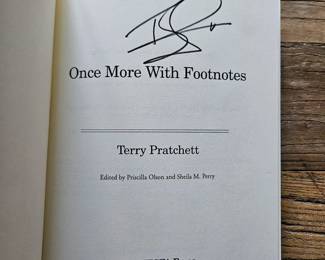 Once More With Footnotes
Terry Pratchett
Edited by Priscilla Olson and Sheila M. Perry